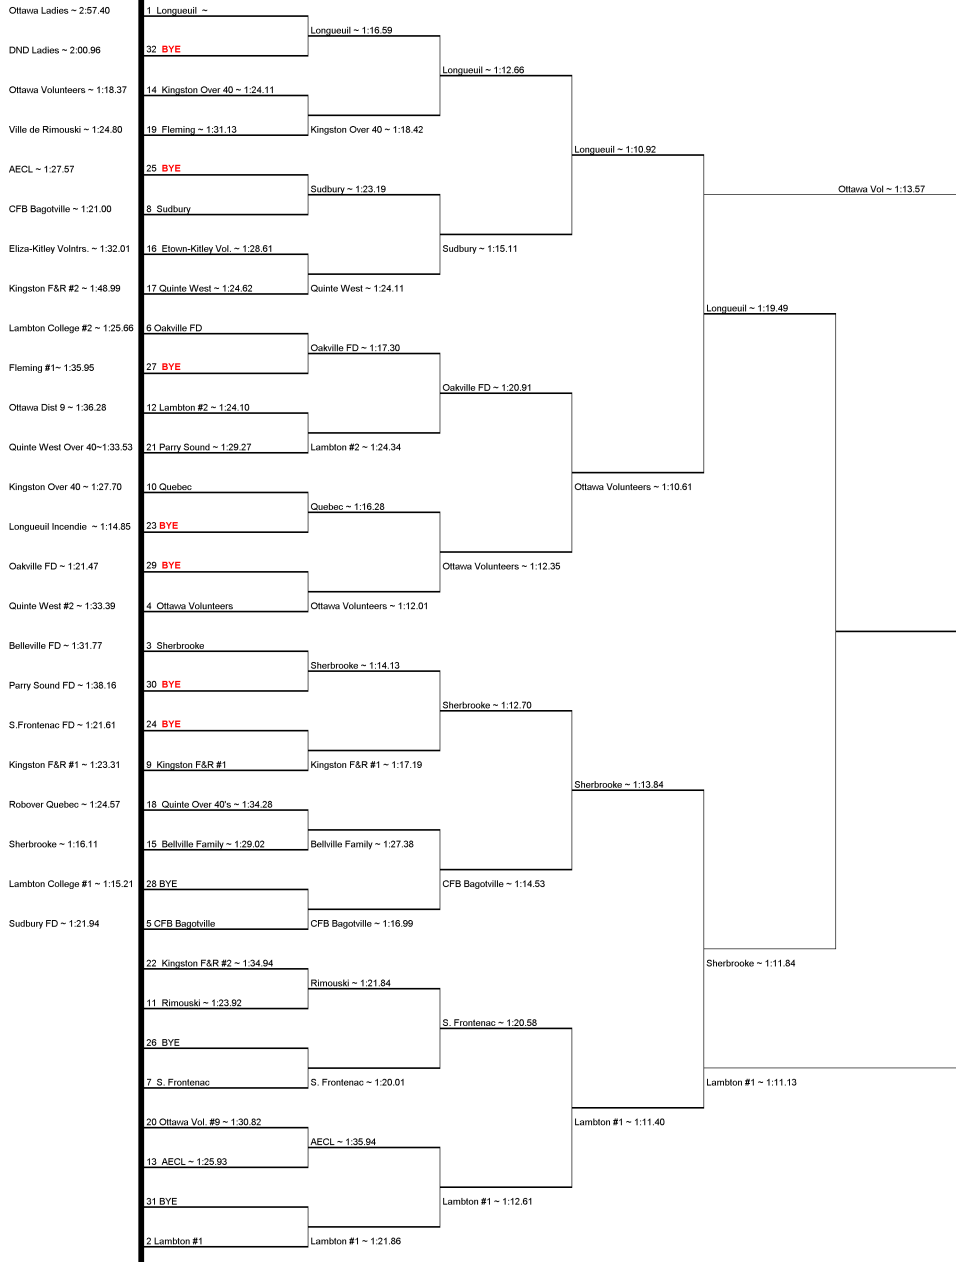 Ottawa Ladies ~ 2:57.40
DND Ladies ~ 2:00.96
Ottawa Volunteers ~ 1:18.37
Ville de Rimouski ~ 1:24.80
AECL ~ 1:27.57
CFB Bagotville ~ 1:21.00
Eliza-Kitley Volntrs. ~ 1:32.01
Kingston F&R #2 ~ 1:48.99
Lambton College #2 ~ 1:25.66
Fleming #1~ 1:35.95
Ottawa Dist 9 ~ 1:36.28
Quinte West Over 40~1:33.53
Kingston Over 40 ~ 1:27.70
Longueuil Incendie ~ 1:14.85
Oakville FD ~ 1:21.47
Quinte West #2 ~ 1:33.39
Belleville FD ~ 1:31.77
Parry Sound FD ~ 1:38.16
S.Frontenac FD ~ 1:21.61
Kingston F&R #1 ~ 1:23.31
Robover Quebec ~ 1:24.57
Sherbrooke ~ 1:16.11
Lambton College #1 ~ 1:15.21
Sudbury FD ~ 1:21.94
1 Longueuil ~
32 BYE
14 Kingston Over 40 ~ 1:24.11
19 Fleming ~ 1:31.13
25 BYE
8 Sudbury
16 Etown-Kitley Vol. ~ 1:28.61
17 Quinte West ~ 1:24.62
6 Oakville FD
27 BYE
12 Lambton #2 ~ 1:24.10
21 Parry Sound ~ 1:29.27
10 Quebec
23 BYE
29 BYE
4 Ottawa Volunteers
3 Sherbrooke
30 BYE
24 BYE
9 Kingston F&R #1
18 Quinte Over 40's ~ 1:34.28
15 Bellville Family ~ 1:29.02
28 BYE
5 CFB Bagotville
22 Kingston F&R #2 ~ 1:34.94
11 Rimouski ~ 1:23.92
26 BYE
7 S. Frontenac
20 Ottawa Vol. #9 ~ 1:30.82
13 AECL ~ 1:25.93
31 BYE
2 Lambton #1
Longueuil ~ 1:16.59
Kingston Over 40 ~ 1:18.42
Sudbury ~ 1:23.19
Quinte West ~ 1:24.11
Oakville FD ~ 1:17.30
Lambton #2 ~ 1:24.34
Quebec ~ 1:16.28
Ottawa Volunteers ~ 1:12.01
Sherbrooke ~ 1:14.13
Kingston F&R #1 ~ 1:17.19
Bellville Family ~ 1:27.38
CFB Bagotville ~ 1:16.99
Rimouski ~ 1:21.84
S. Frontenac ~ 1:20.01
AECL ~ 1:35.94
Lambton #1 ~ 1:21.86
Longueuil ~ 1:12.66
Sudbury ~ 1:15.11
Oakville FD ~ 1:20.91
Ottawa Volunteers ~ 1:12.35
Sherbrooke ~ 1:12.70
CFB Bagotville ~ 1:14.53
S. Frontenac ~ 1:20.58
Lambton #1 ~ 1:12.61
Longueuil ~ 1:10.92
Ottawa Volunteers ~ 1:10.61
Sherbrooke ~ 1:13.84
Lambton #1 ~ 1:11.40
Longueuil ~ 1:19.49
Sherbrooke ~ 1:11.84
Lambton #1 ~ 1:11.13
Ottawa Vol ~ 1:13.57